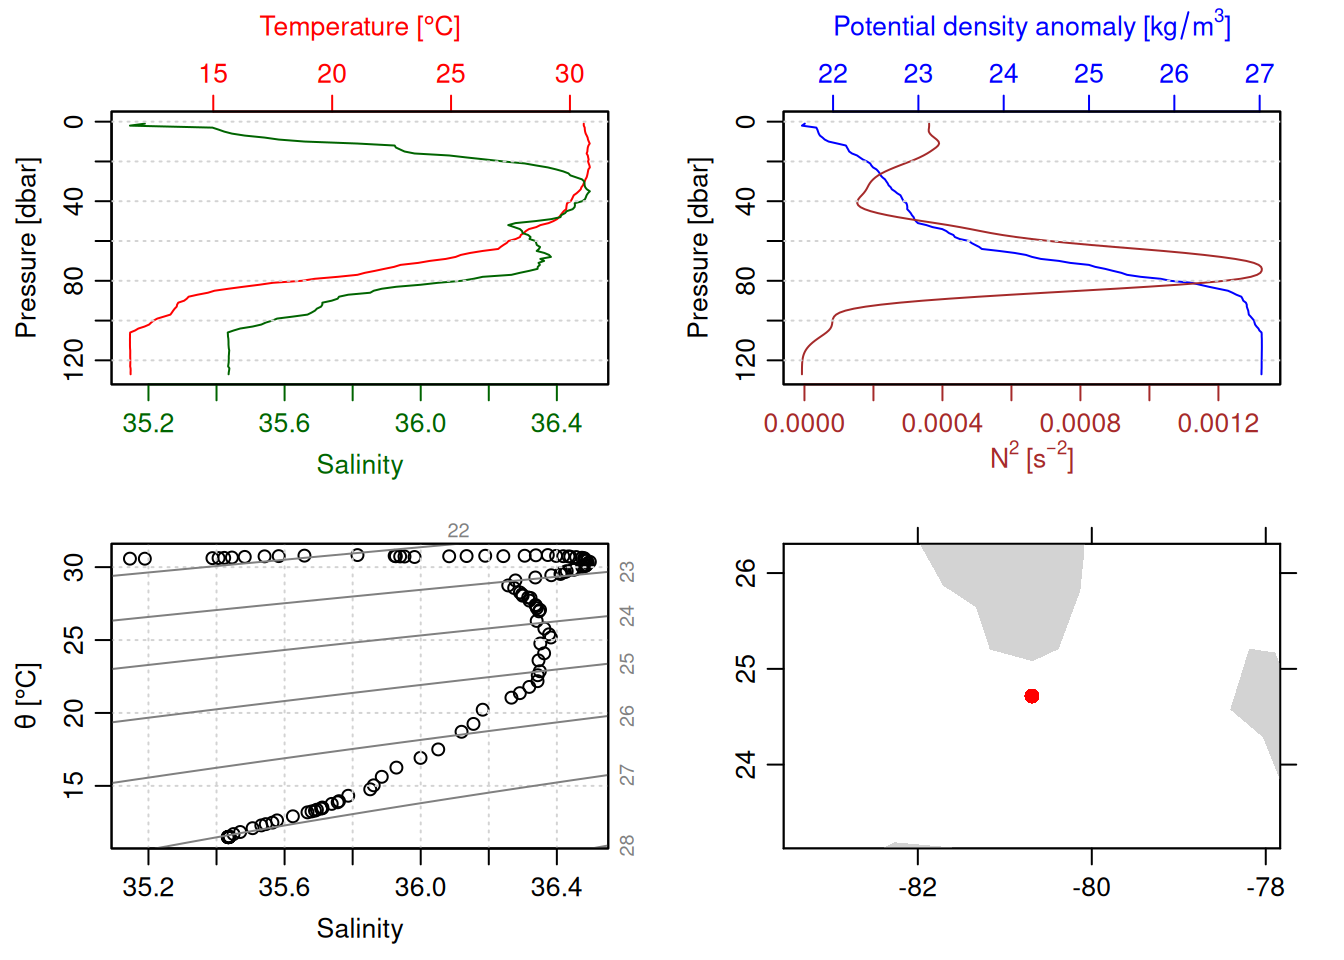 Temperature [°C]
15 20 25 30
Pressure [dbar]
0
40
80
120
35.2 35.6 36.0 36.4
Salinity
Potential density anomaly [kg/m³]
22 23 24 25 26 27
Pressure [dbar]
0
40
80
120
0.0000 0.0004 0.0008 0.0012
N² [s⁻²]
22
θ [°C]
30
25
20
15
23
24
25
26
27
28
35.2 35.6 36.0 36.4
Salinity
26
25
24
-82 -80 -78